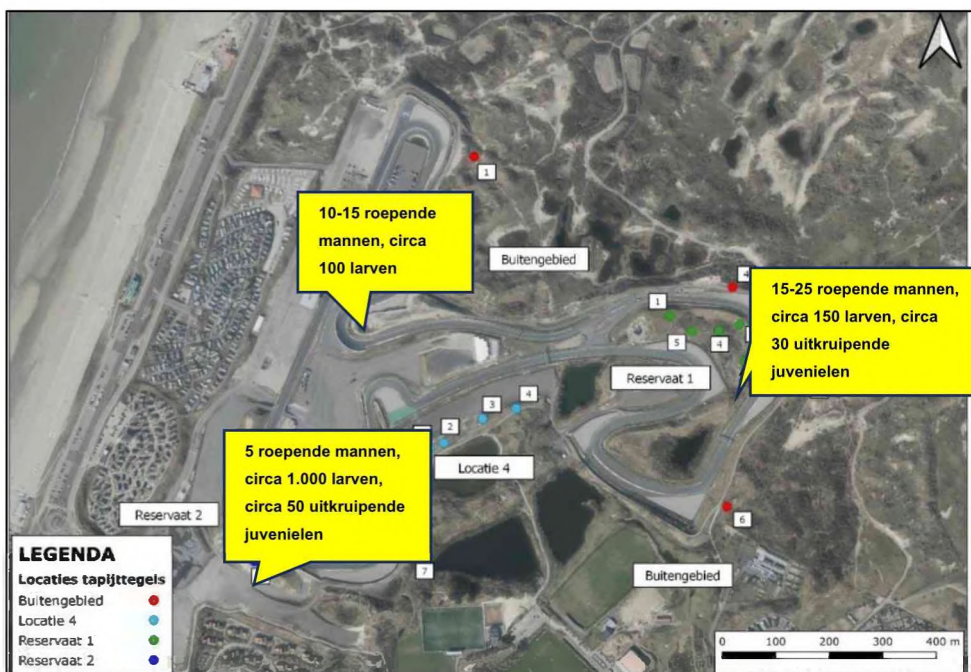 1
10-15 roepende
mannen, circa
100 larven
Buitengebied
4
15-25 roepende mannen,
circa 150 larven, circa
30 uitkruipende
juvenielen
1
5
4
Reservaat 1
4
3
2
5 roepende mannen,
circa 1.000 larven,
circa 50 uitkruipende
juvenielen
Locatie 4
Reservaat 2
6
7
Buitengebied
LEGENDA
Locaties tapijttegels
Buitengebied
Locatie 4
Reservaat 1
Reservaat 2
0 100 200 300 400 m